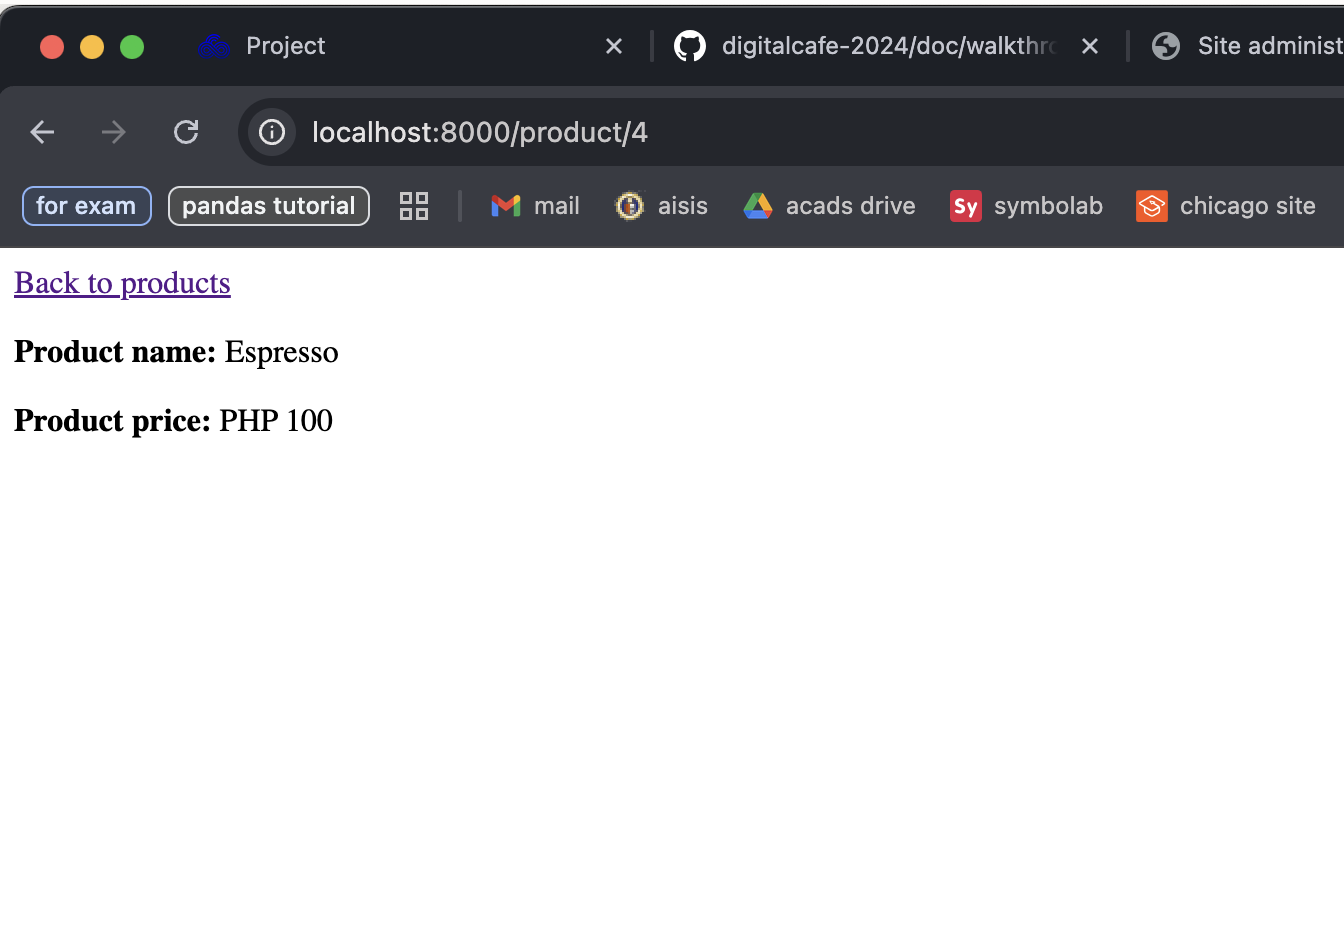 Project
digitalcafe-2024/doc/walkthr
Site administ
localhost:8000/product/4
for exam
pandas tutorial
mail
aisis
acads drive
Sy symbolab
chicago site
Back to products
Product name: Espresso
Product price: PHP 100